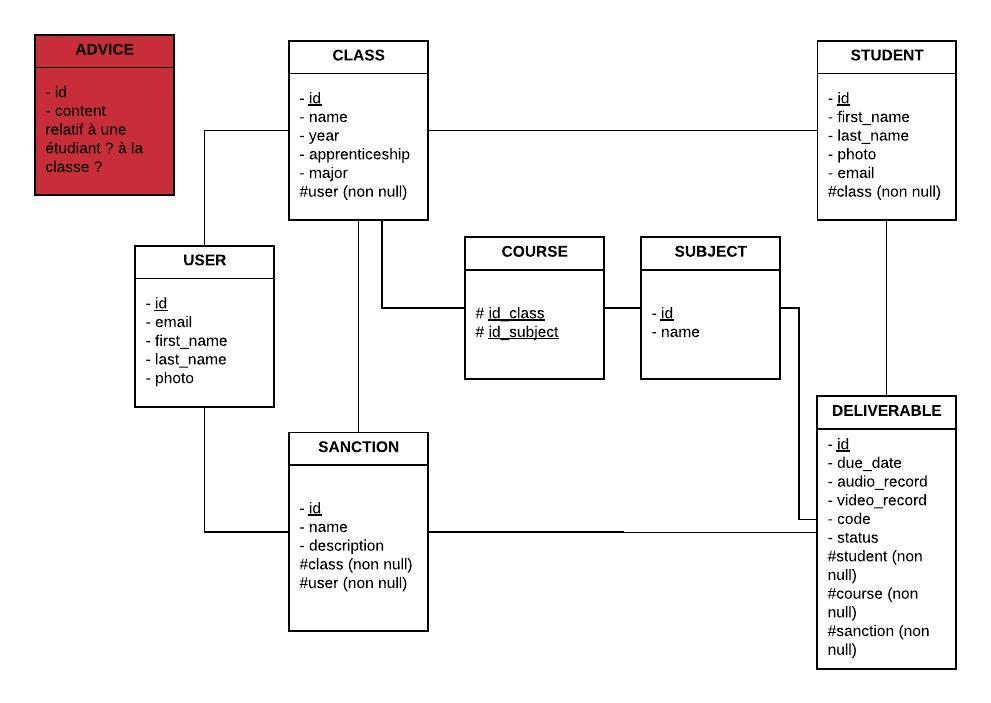 ADVICE
- id
- content
relatif à une
étudiant ? à la
classe ?
CLASS
- id
- name
- year
- apprenticeship
- major
#user (non null)
STUDENT
- id
- first_name
- last_name
- photo
- email
#class (non null)
USER
- id
- email
- first_name
- last_name
- photo
COURSE
# id_class
# id_subject
SUBJECT
- id
- name
SANCTION
- id
- name
- description
#class (non null)
#user (non null)
DELIVERABLE
- id
- due_date
- audio_record
- video_record
- code
- status
#student (non
null)
#course (non
null)
#sanction (non
null)